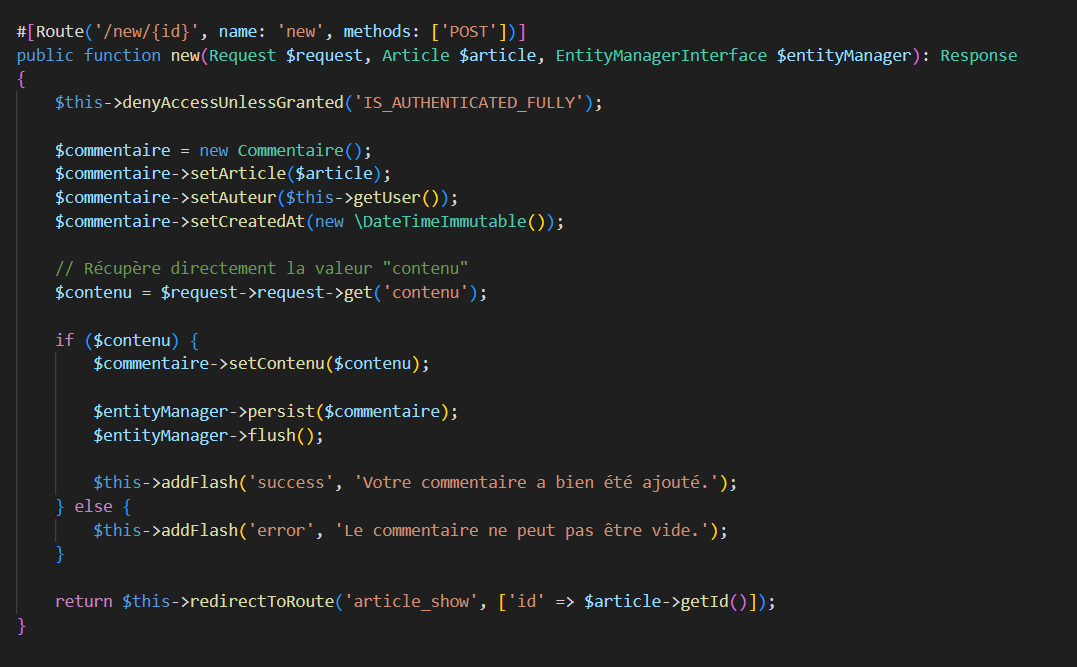 #[Route('/new/{id}', name: 'new', methods: ['POST'])]
public function new(Request $request, Article $article, EntityManagerInterface $entityManager): Response
{
    $this->denyAccessUnlessGranted('IS_AUTHENTICATED_FULLY');

    $commentaire = new Commentaire();
    $commentaire->setArticle($article);
    $commentaire->setAuteur($this->getUser());
    $commentaire->setCreatedAt(new \DateTimeImmutable());

    // Récupère directement la valeur "contenu"
    $contenu = $request->request->get('contenu');

    if ($contenu) {
        $commentaire->setContenu($contenu);

        $entityManager->persist($commentaire);
        $entityManager->flush();

        $this->addFlash('success', 'Votre commentaire a bien été ajouté.');
    } else {
        $this->addFlash('error', 'Le commentaire ne peut pas être vide.');
    }

    return $this->redirectToRoute('article_show', ['id' => $article->getId()]);
}